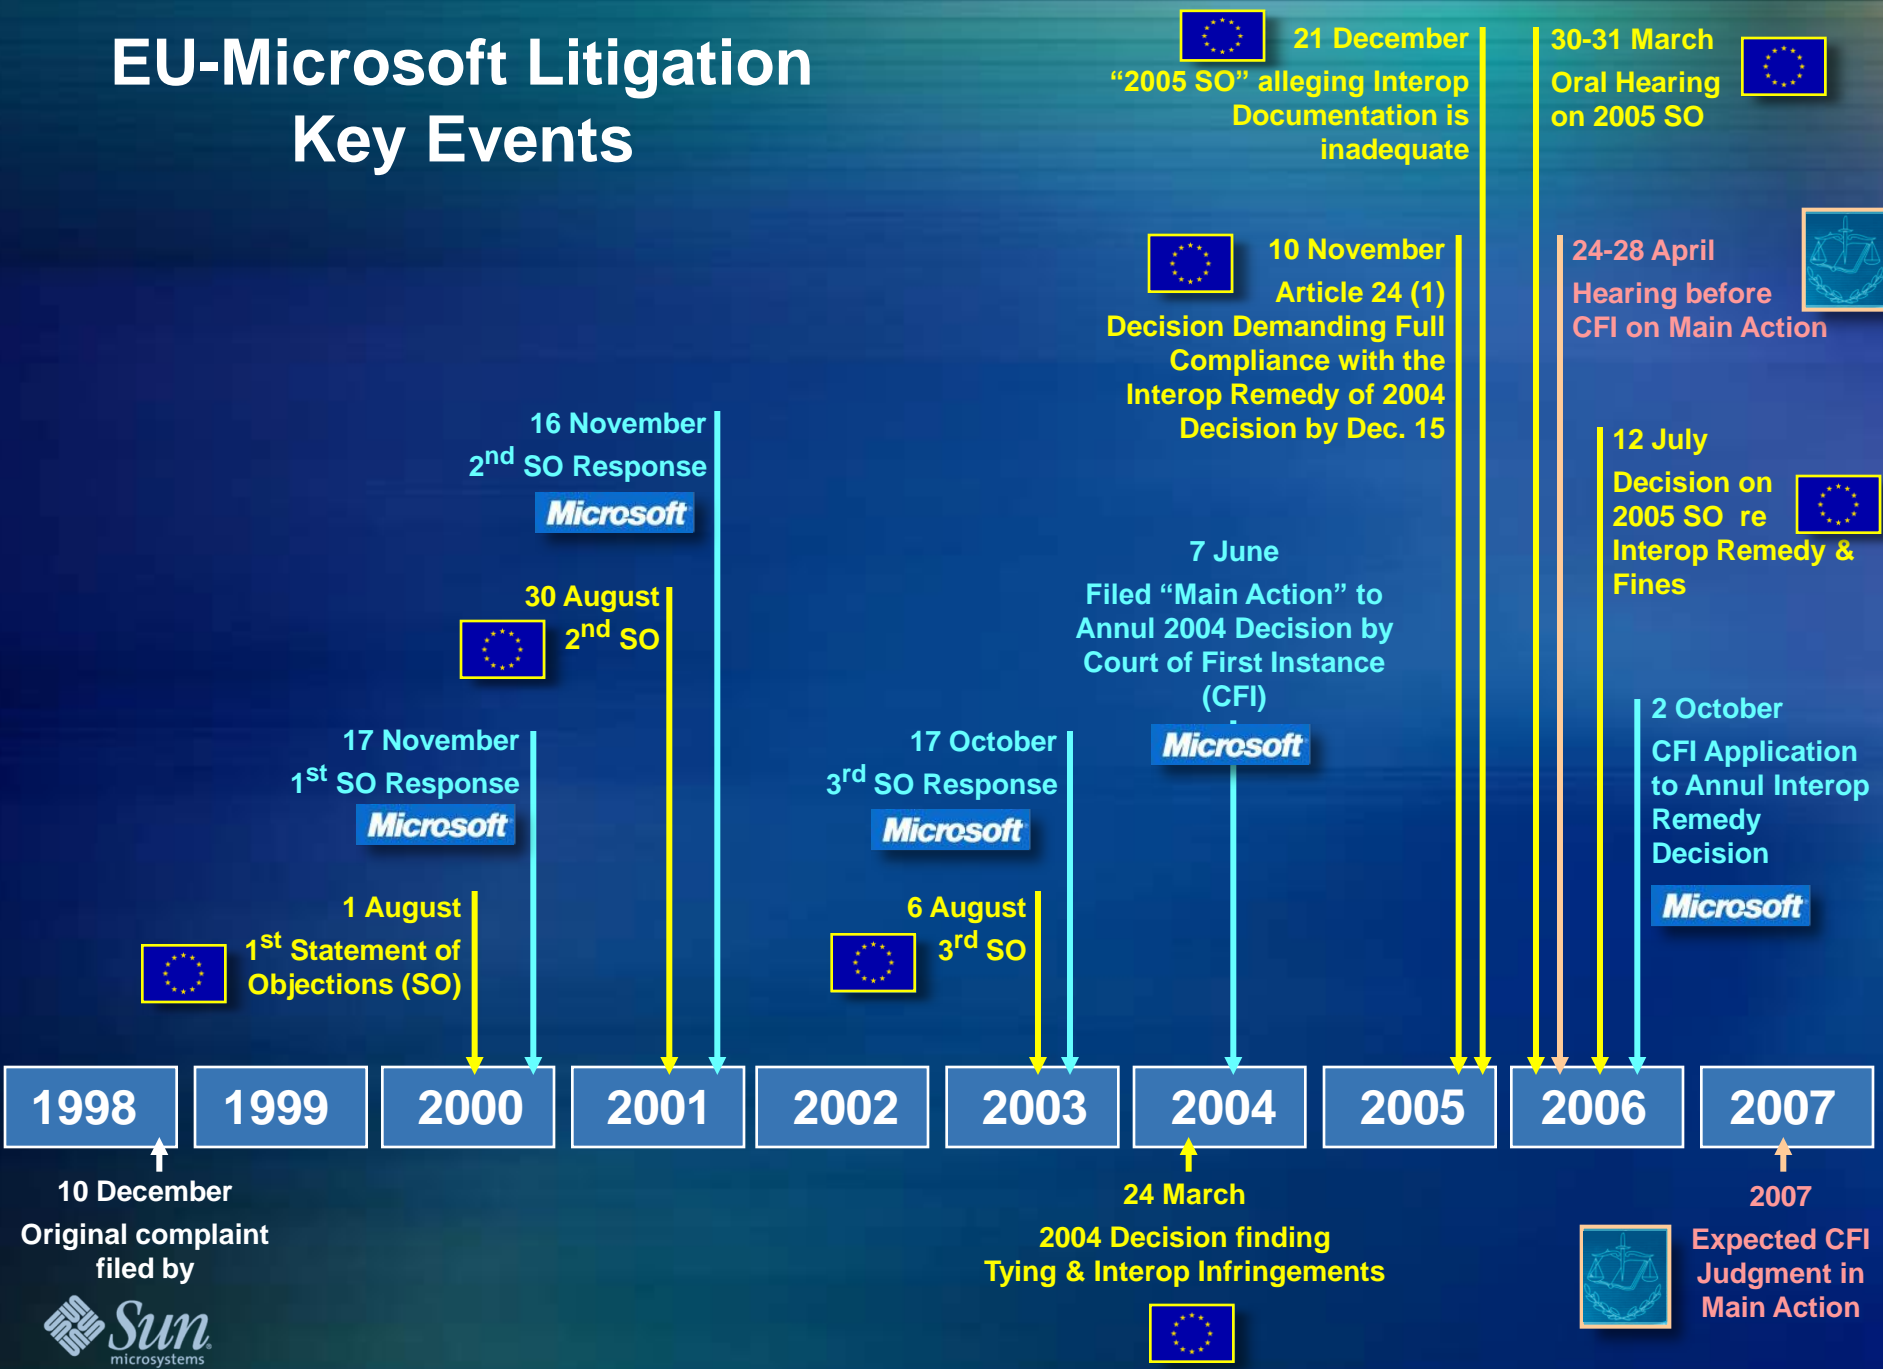 EU-Microsoft Litigation
Key Events
21 December
“2005 SO” alleging Interop
Documentation is
inadequate
30-31 March
Oral Hearing
on 2005 SO
10 November
Article 24 (1)
Decision Demanding Full
Compliance with the
Interop Remedy of 2004
Decision by Dec. 15
24-28 April
Hearing before
CFI on Main Action
16 November
2nd SO Response
Microsoft
12 July
Decision on
2005 SO re
Interop Remedy &
Fines
7 June
Filed “Main Action” to
Annul 2004 Decision by
Court of First Instance
(CFI)
Microsoft
30 August
2nd SO
17 November
1st SO Response
Microsoft
17 October
3rd SO Response
Microsoft
2 October
CFI Application
to Annul Interop
Remedy
Decision
Microsoft
1 August
1st Statement of
Objections (SO)
6 August
3rd SO
1998
1999
2000
2001
2002
2003
2004
2005
2006
2007
10 December
Original complaint
filed by
Sun
microsystems
24 March
2004 Decision finding
Tying & Interop Infringements
2007
Expected CFI
Judgment in
Main Action